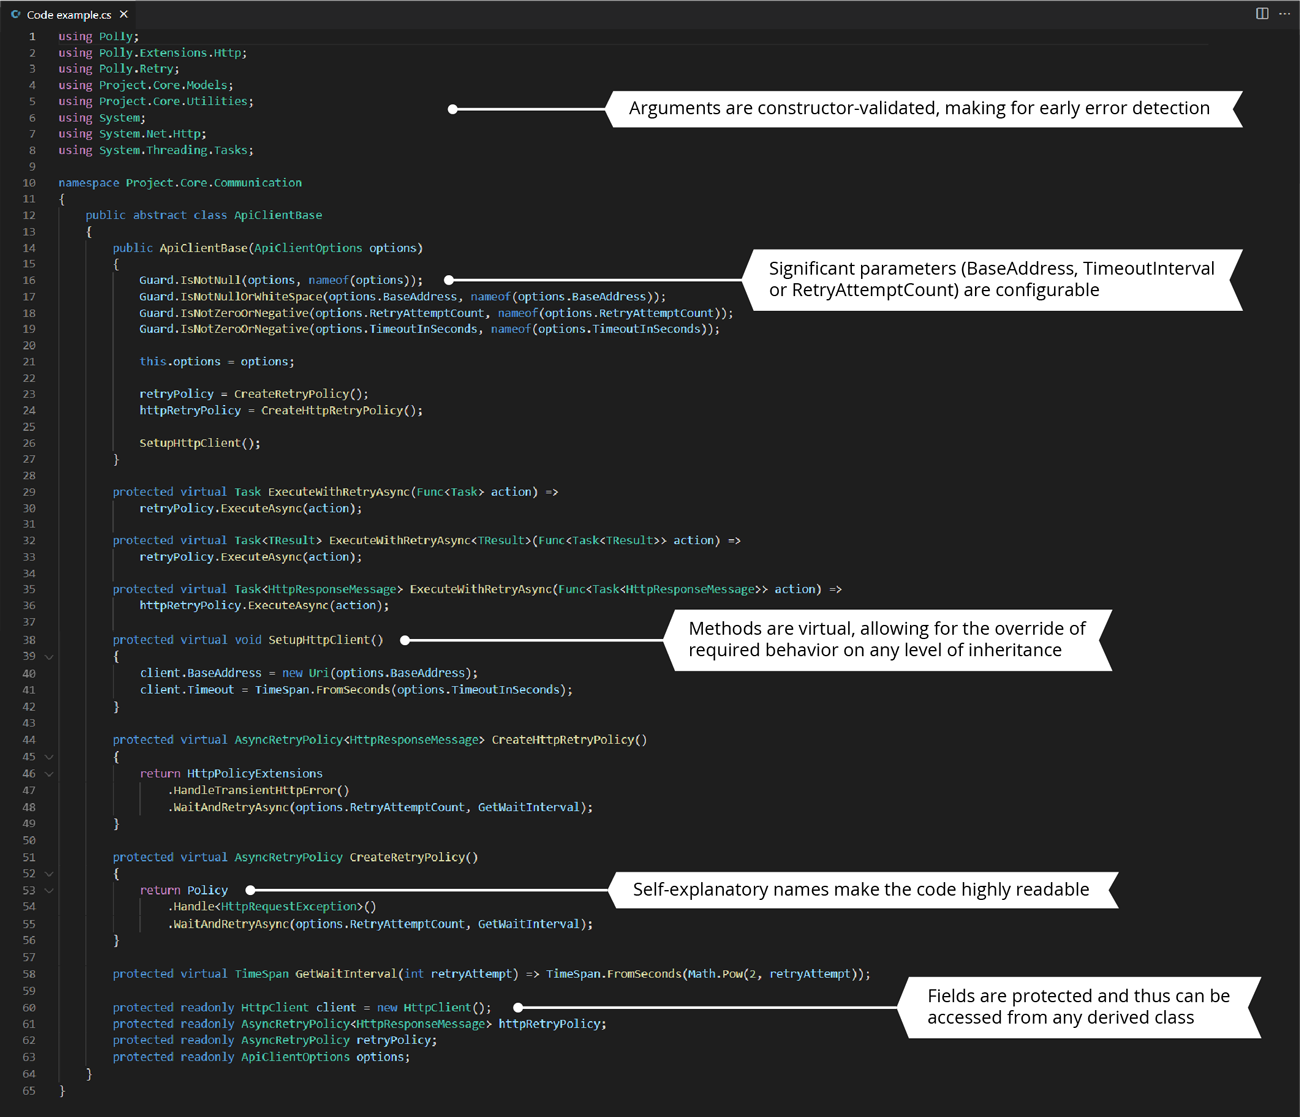 Code example.cs
1 using Polly;
2 using Polly.Extensions.Http;
3 using Polly.Retry;
4 using Project.Core.Models;
5 using Project.Core.Utilities;
Arguments are constructor-validated, making for early error detection
6 using System;
7 using System.Net.Http;
8 using System.Threading.Tasks;
9
10 namespace Project.Core.Communication
11 {
12     public abstract class ApiClientBase
13     {
14         public ApiClientBase(ApiClientOptions options)
15         {
16             Guard.IsNotNull(options, nameof(options));
Significant parameters (BaseAddress, TimeoutInterval
or RetryAttemptCount) are configurable
17             Guard.IsNotNullOrWhiteSpace(options.BaseAddress, nameof(options.BaseAddress));
18             Guard.IsNotZeroOrNegative(options.RetryAttemptCount, nameof(options.RetryAttemptCount));
19             Guard.IsNotZeroOrNegative(options.TimeoutInSeconds, nameof(options.TimeoutInSeconds));
20
21             this.options = options;
22
23             retryPolicy = CreateRetryPolicy();
24             httpRetryPolicy = CreateHttpRetryPolicy();
25
26             SetupHttpClient();
27         }
28
29         protected virtual Task ExecuteWithRetryAsync(Func<Task> action) =>
30             retryPolicy.ExecuteAsync(action);
31
32         protected virtual Task<TResult> ExecuteWithRetryAsync<TResult>(Func<Task<TResult>> action) =>
33             retryPolicy.ExecuteAsync(action);
34
35         protected virtual Task<HttpResponseMessage> ExecuteWithRetryAsync(Func<Task<HttpResponseMessage>> action) =>
36             httpRetryPolicy.ExecuteAsync(action);
37
38         protected virtual void SetupHttpClient()
Methods are virtual, allowing for the override of
required behavior on any level of inheritance
39         {
40             client.BaseAddress = new Uri(options.BaseAddress);
41             client.Timeout = TimeSpan.FromSeconds(options.TimeoutInSeconds);
42         }
43
44         protected virtual AsyncRetryPolicy<HttpResponseMessage> CreateHttpRetryPolicy()
45         {
46             return HttpPolicyExtensions
47                 .HandleTransientHttpError()
48                 .WaitAndRetryAsync(options.RetryAttemptCount, GetWaitInterval);
49         }
50
51         protected virtual AsyncRetryPolicy CreateRetryPolicy()
52         {
53             return Policy
Self-explanatory names make the code highly readable
54                 .Handle<HttpRequestException>()
55                 .WaitAndRetryAsync(options.RetryAttemptCount, GetWaitInterval);
56         }
57
58         protected virtual TimeSpan GetWaitInterval(int retryAttempt) => TimeSpan.FromSeconds(Math.Pow(2, retryAttempt));
59
60         protected readonly HttpClient client = new HttpClient();
Fields are protected and thus can be
accessed from any derived class
61         protected readonly AsyncRetryPolicy<HttpResponseMessage> httpRetryPolicy;
62         protected readonly AsyncRetryPolicy retryPolicy;
63         protected readonly ApiClientOptions options;
64     }
65 }